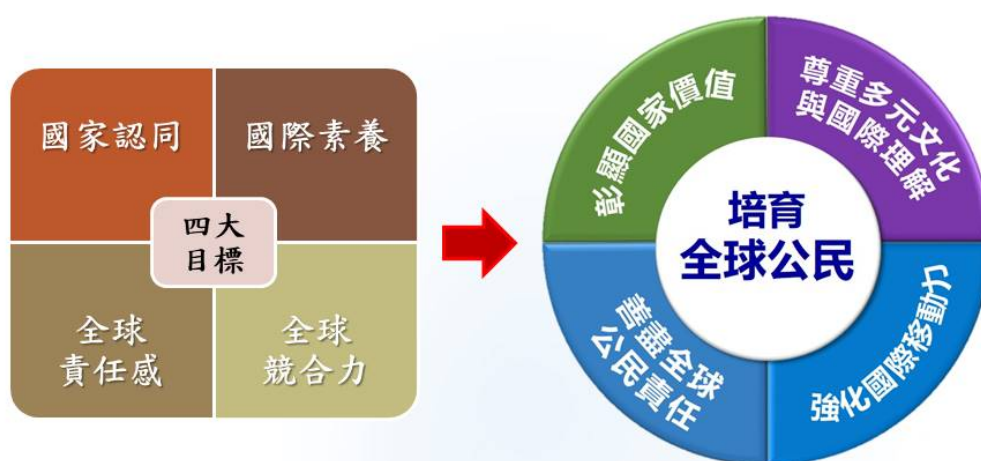 國家認同
國際素養
四大
目標
全球
責任感
全球
競合力
彰顯國家價值
尊重多元文化
與國際理解
培育
全球公民
善盡全球
公民責任
強化國際移動力